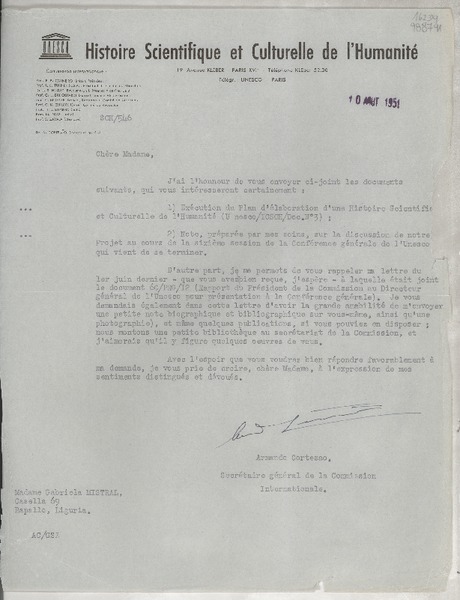 UNESCO
Histoire Scientifique et Culturelle de l'Humanité
19 Avenue KLEBER PARIS XVIᵉ Téléphone KLEber 52.00
Télégr. UNESCO PARIS
10 AOUT 1951
SCH/546
Chère Madame,
J'ai l'honneur de vous envoyer ci-joint les documents
suivants, qui vous intéresseront certainement :
1) Exécution du Plan d'élaboration d'une Histoire Scientifique
et Culturelle de l'Humanité
2) Note, préparée par mes soins, sur la discussion de notre
Projet au cours de la sixième session de la Conférence générale de l'Unesco
qui vient de se terminer.
D'autre part, je me permets de vous rappeler ma lettre du
1er Juin dernier - que vous avez bien reçue, j'espère - à laquelle était joint
le document (Rapport du Président de la Commission au Directeur
général de l'Unesco pour présentation à la Conférence générale). Je vous
demandais également dans cette lettre d'avoir la grande amabilité de m'envoyer
une petite note biographique et bibliographique sur vous-même, ainsi qu'une
photographie), et même quelques publications, si vous pouviez en disposer ;
nous montons une petite bibliothèque au secrétariat de la Commission, et
j'aimerais qu'il y figure quelques oeuvres de vous.
Avec l'espoir que vous voudrez bien répondre favorablement à
ma demande, je vous prie de croire, chère Madame, à l'expression de mes
sentiments distingués et dévoués.
Armando Cortesao,
Secrétaire général de la Commission
Internationale.
Madame Gabriela MISTRAL,
Casella 69
Rapallo, Liguria.